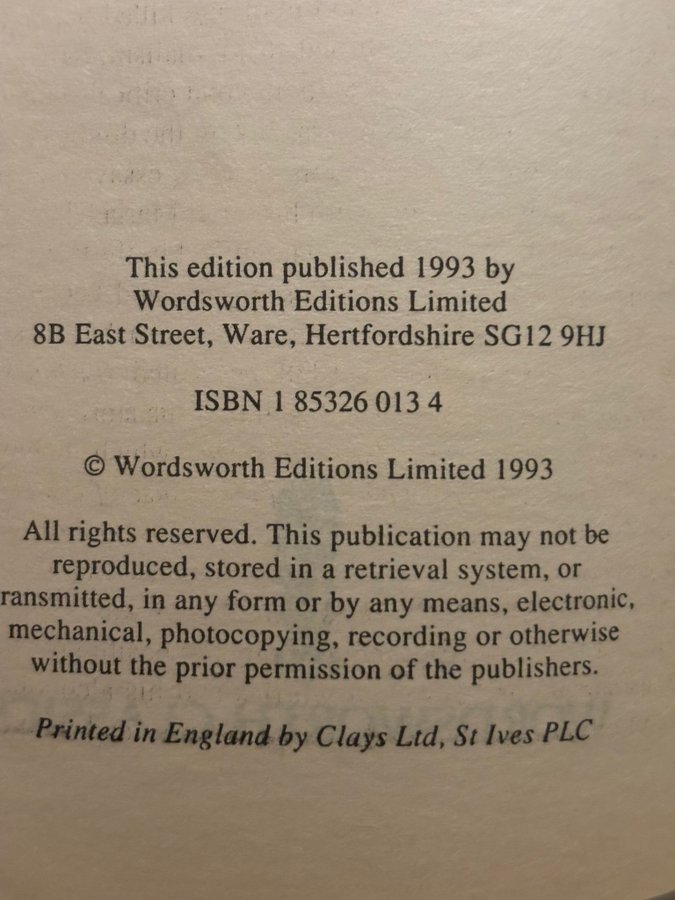 This edition published 1993 by
Wordsworth Editions Limited
8B East Street, Ware, Hertfordshire SG12 9HJ
ISBN 1 85326 013 4
© Wordsworth Editions Limited 1993
All rights reserved. This publication may not be
reproduced, stored in a retrieval system, or
ransmitted, in any form or by any means, electronic,
mechanical, photocopying, recording or otherwise
without the prior permission of the publishers.
Printed in England by Clays Ltd, St Ives PLC